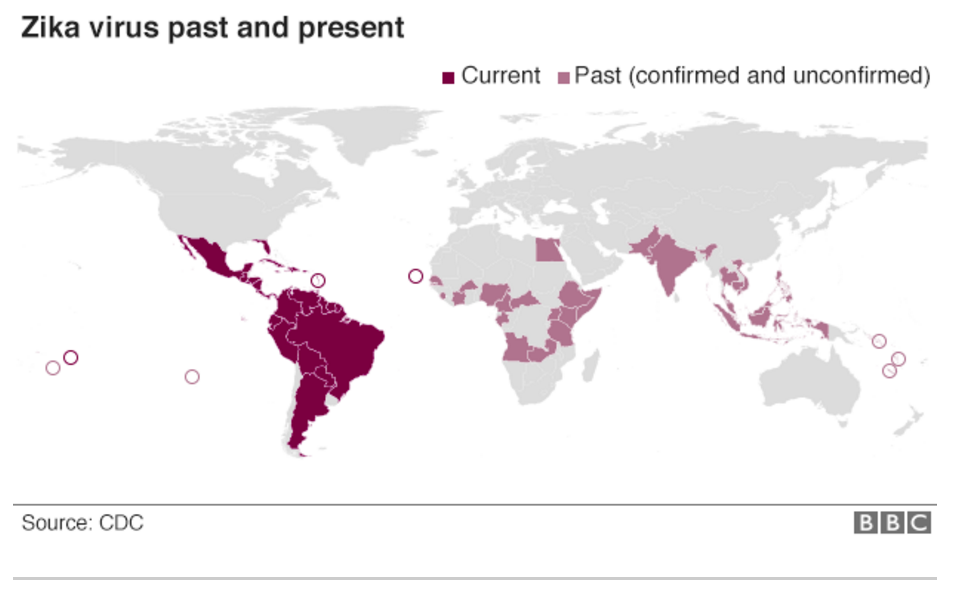 Zika virus past and present
Current Past (confirmed and unconfirmed)
Source: CDC
BBC